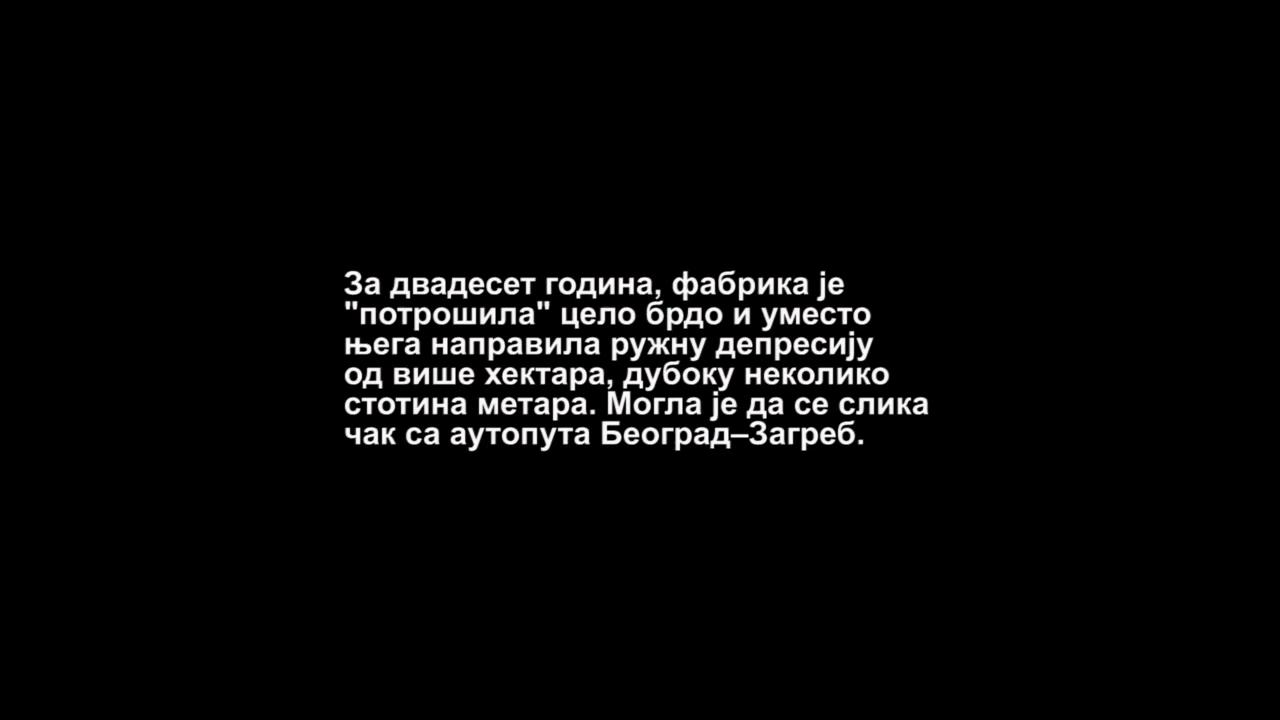 За двадесет година, фабрика је
"потрошила" цело брдо и уместо
њега направила ружну депресију
од више хектара, дубоку неколико
стотина метара. Могла је да се слика
чак са аутопута Београд–Загреб.